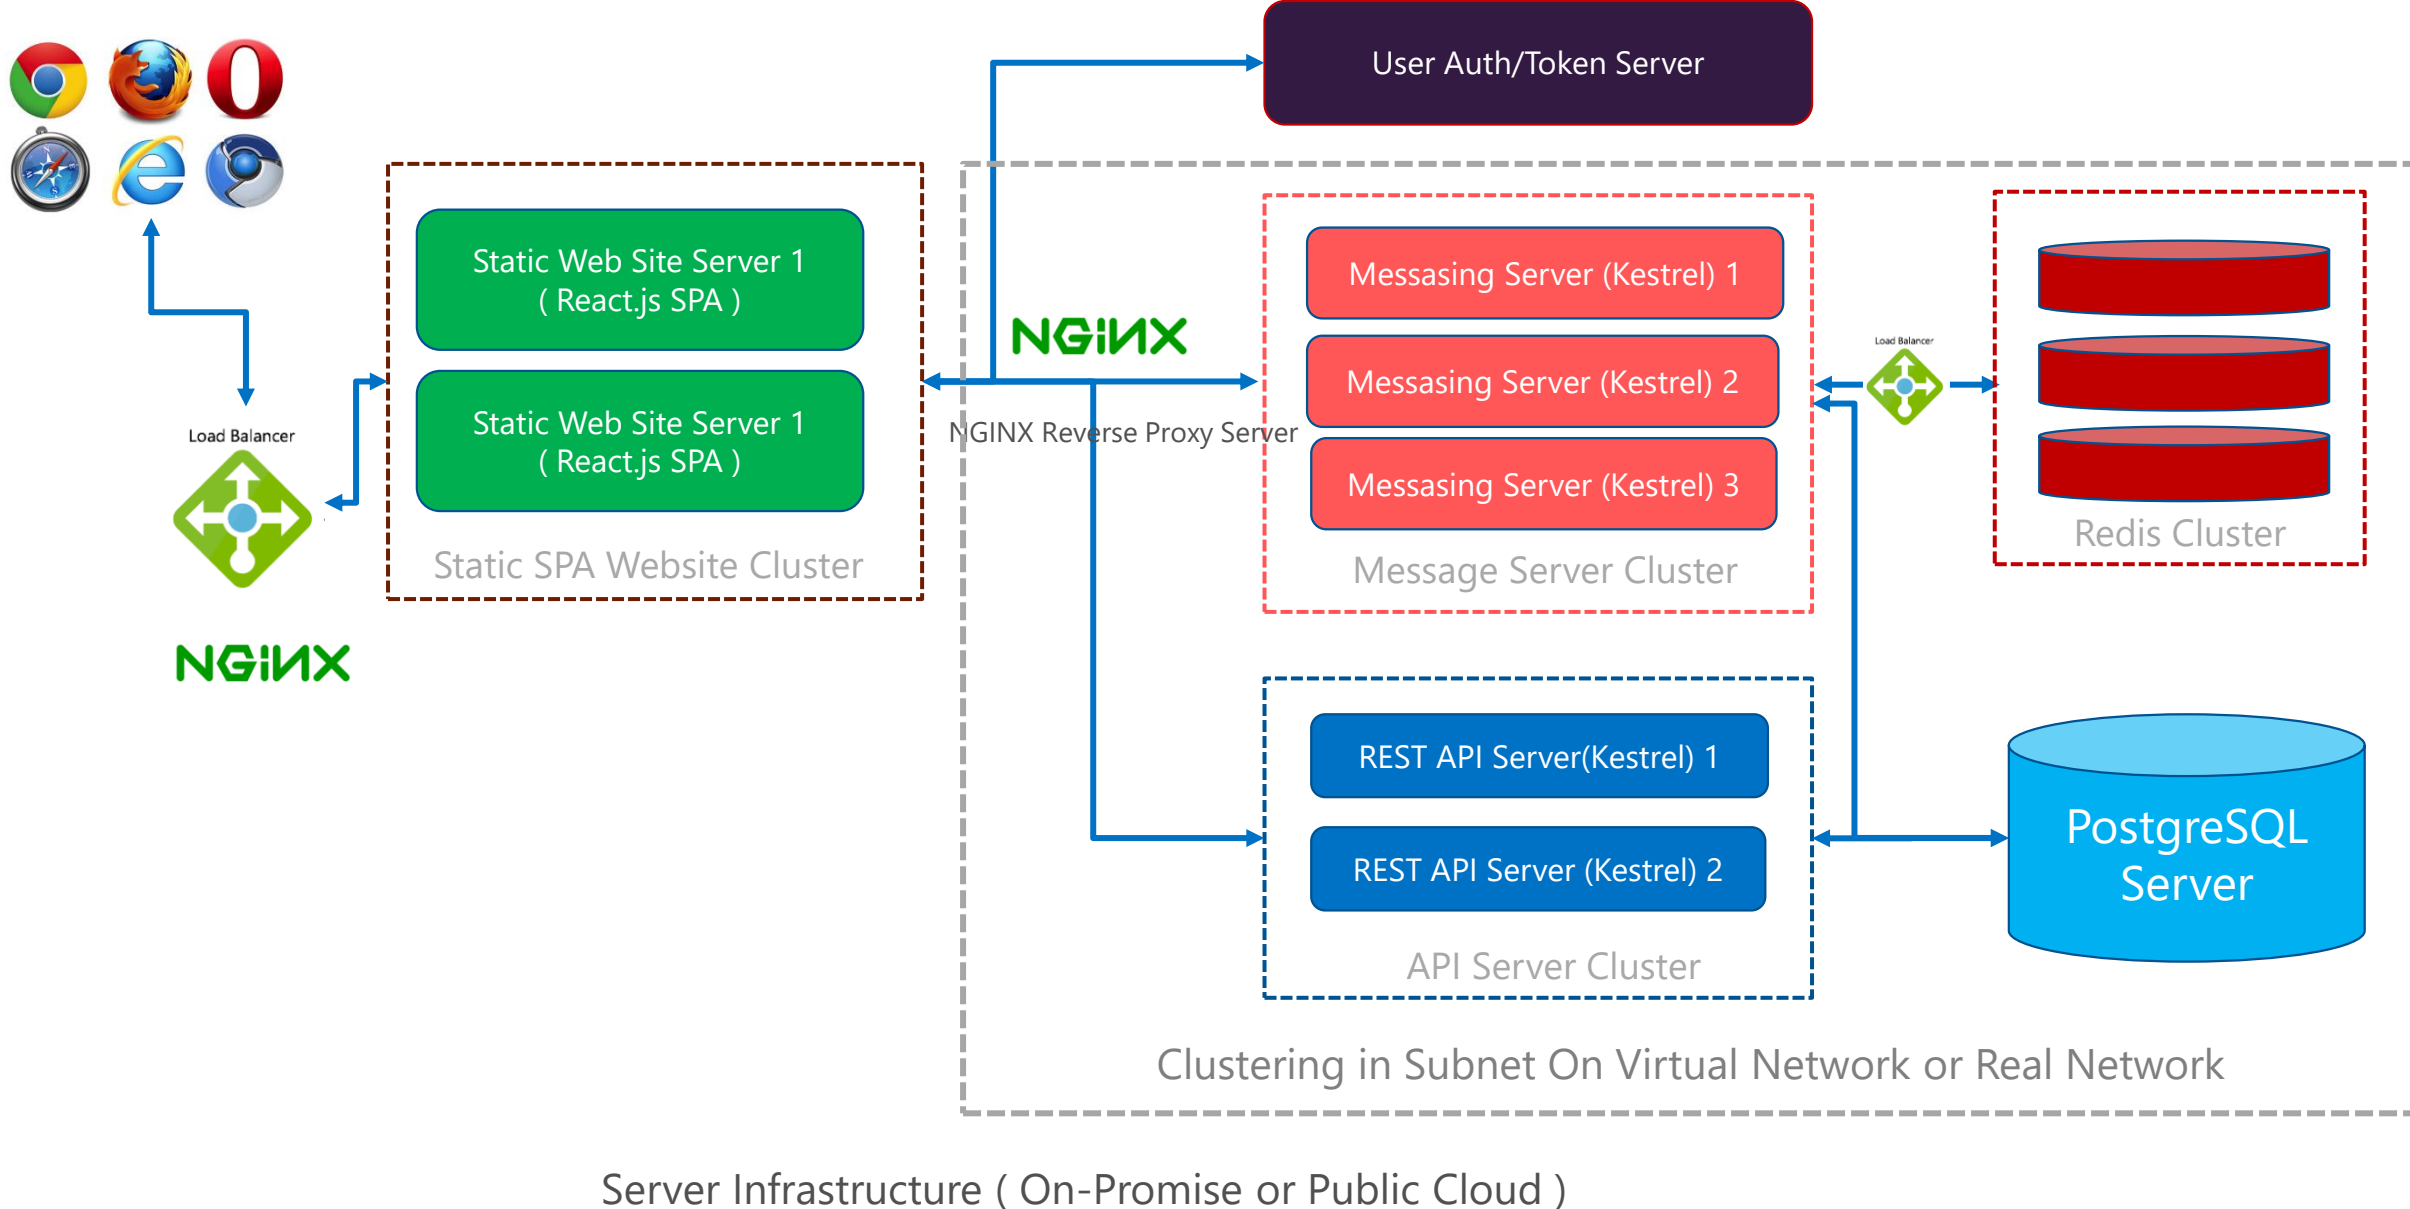 User Auth/Token Server
Static Web Site Server 1
( React.js SPA )
Static Web Site Server 1
( React.js SPA )
Static SPA Website Cluster
Load Balancer
NGINX
NGINX
NGINX Reverse Proxy Server
Messasing Server (Kestrel) 1
Messasing Server (Kestrel) 2
Messasing Server (Kestrel) 3
Message Server Cluster
Load Balancer
Redis Cluster
REST API Server(Kestrel) 1
REST API Server (Kestrel) 2
API Server Cluster
PostgreSQL
Server
Clustering in Subnet On Virtual Network or Real Network
Server Infrastructure ( On-Promise or Public Cloud )